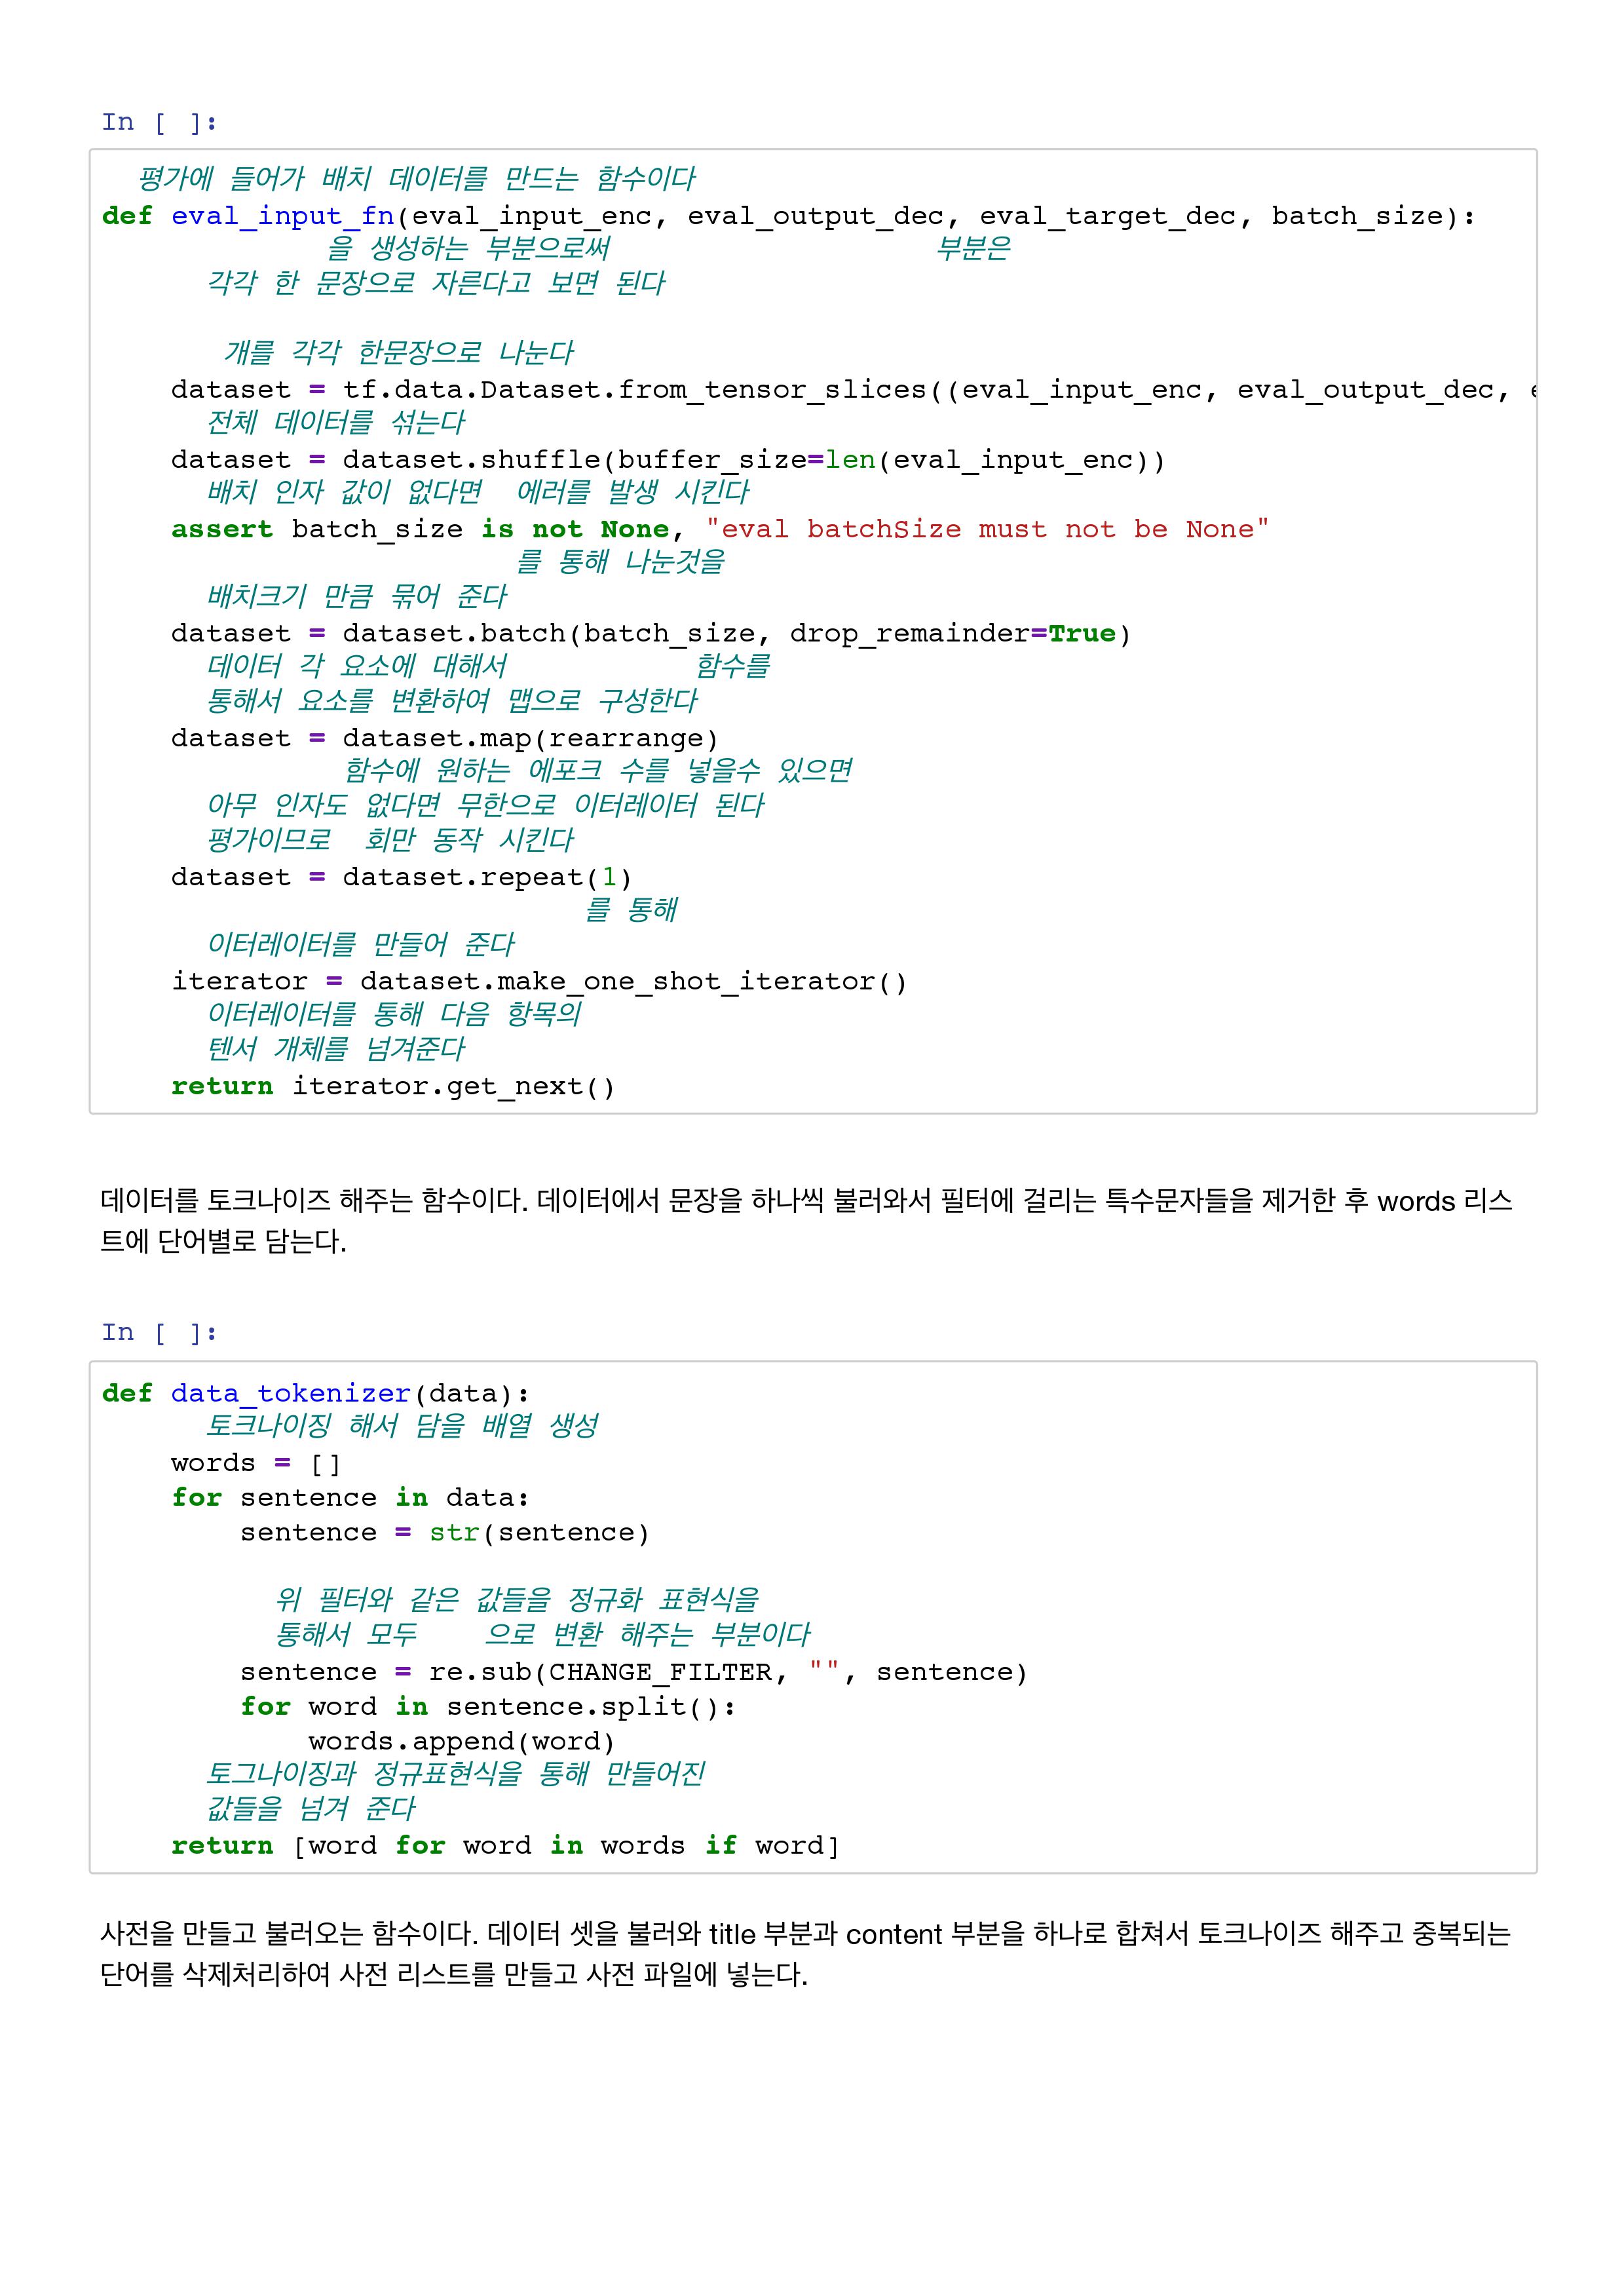 In [ ]:
평가에 들어가 배치 데이터를 만드는 함수이다
def eval_input_fn(eval_input_enc, eval_output_dec, eval_target_dec, batch_size):
을 생성하는 부분으로써 부분은
각각 한 문장으로 자른다고 보면 된다
개를 각각 한문장으로 나눈다
dataset = tf.data.Dataset.from_tensor_slices((eval_input_enc, eval_output_dec, e
전체 데이터를 섞는다
dataset = dataset.shuffle(buffer_size=len(eval_input_enc))
배치 인자 값이 없다면 에러를 발생 시킨다
assert batch_size is not None, "eval batchSize must not be None"
를 통해 나눈것을
배치크기 만큼 묶어 준다
dataset = dataset.batch(batch_size, drop_remainder=True)
데이터 각 요소에 대해서 함수를
통해서 요소를 변환하여 맵으로 구성한다
dataset = dataset.map(rearrange)
함수에 원하는 에포크 수를 넣을수 있으면
아무 인자도 없다면 무한으로 이터레이터 된다
평가이므로 회만 동작 시킨다
dataset = dataset.repeat(1)
를 통해
이터레이터를 만들어 준다
iterator = dataset.make_one_shot_iterator()
이터레이터를 통해 다음 항목의
텐서 개체를 넘겨준다
return iterator.get_next()
데이터를 토크나이즈 해주는 함수이다. 데이터에서 문장을 하나씩 불러와서 필터에 걸리는 특수문자들을 제거한 후 words 리스
트에 단어별로 담는다.
In [ ]:
def data_tokenizer(data):
토크나이징 해서 담을 배열 생성
words = []
for sentence in data:
sentence = str(sentence)
위 필터와 같은 값들을 정규화 표현식을
통해서 모두 으로 변환 해주는 부분이다
sentence = re.sub(CHANGE_FILTER, "", sentence)
for word in sentence.split():
words.append(word)
토그나이징과 정규표현식을 통해 만들어진
값들을 넘겨 준다
return [word for word in words if word]
사전을 만들고 불러오는 함수이다. 데이터 셋을 불러와 title 부분과 content 부분을 하나로 합쳐서 토크나이즈 해주고 중복되는
단어를 삭제처리하여 사전 리스트를 만들고 사전 파일에 넣는다.